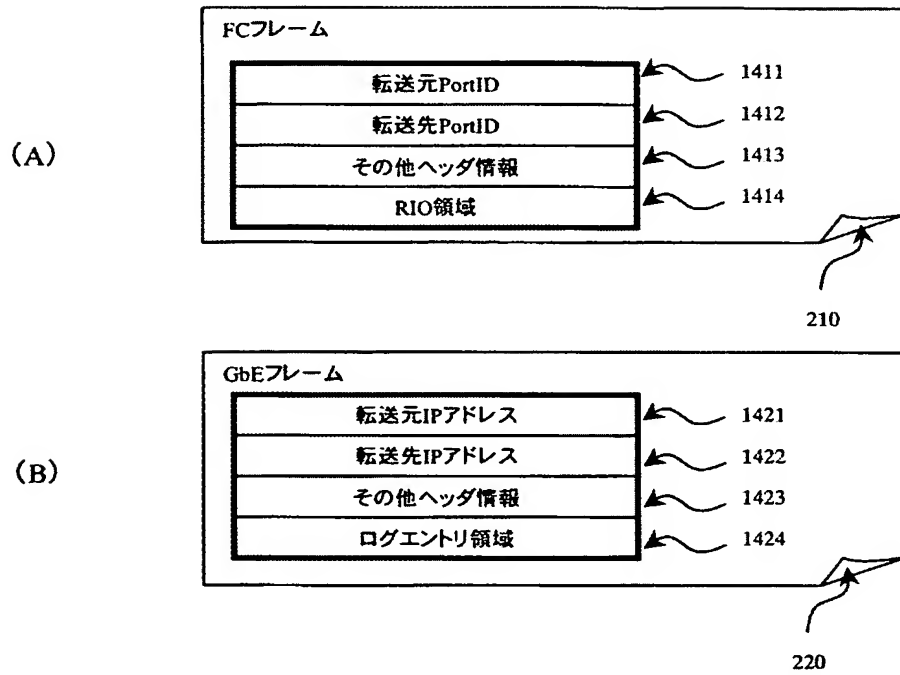 FCフレーム
転送元PortID
1411
転送先PortID
1412
(A)
その他ヘッダ情報
1413
RIO領域
1414
210
GbEフレーム
転送元IPアドレス
1421
転送先IPアドレス
1422
(B)
その他ヘッダ情報
1423
ログエントリ領域
1424
220